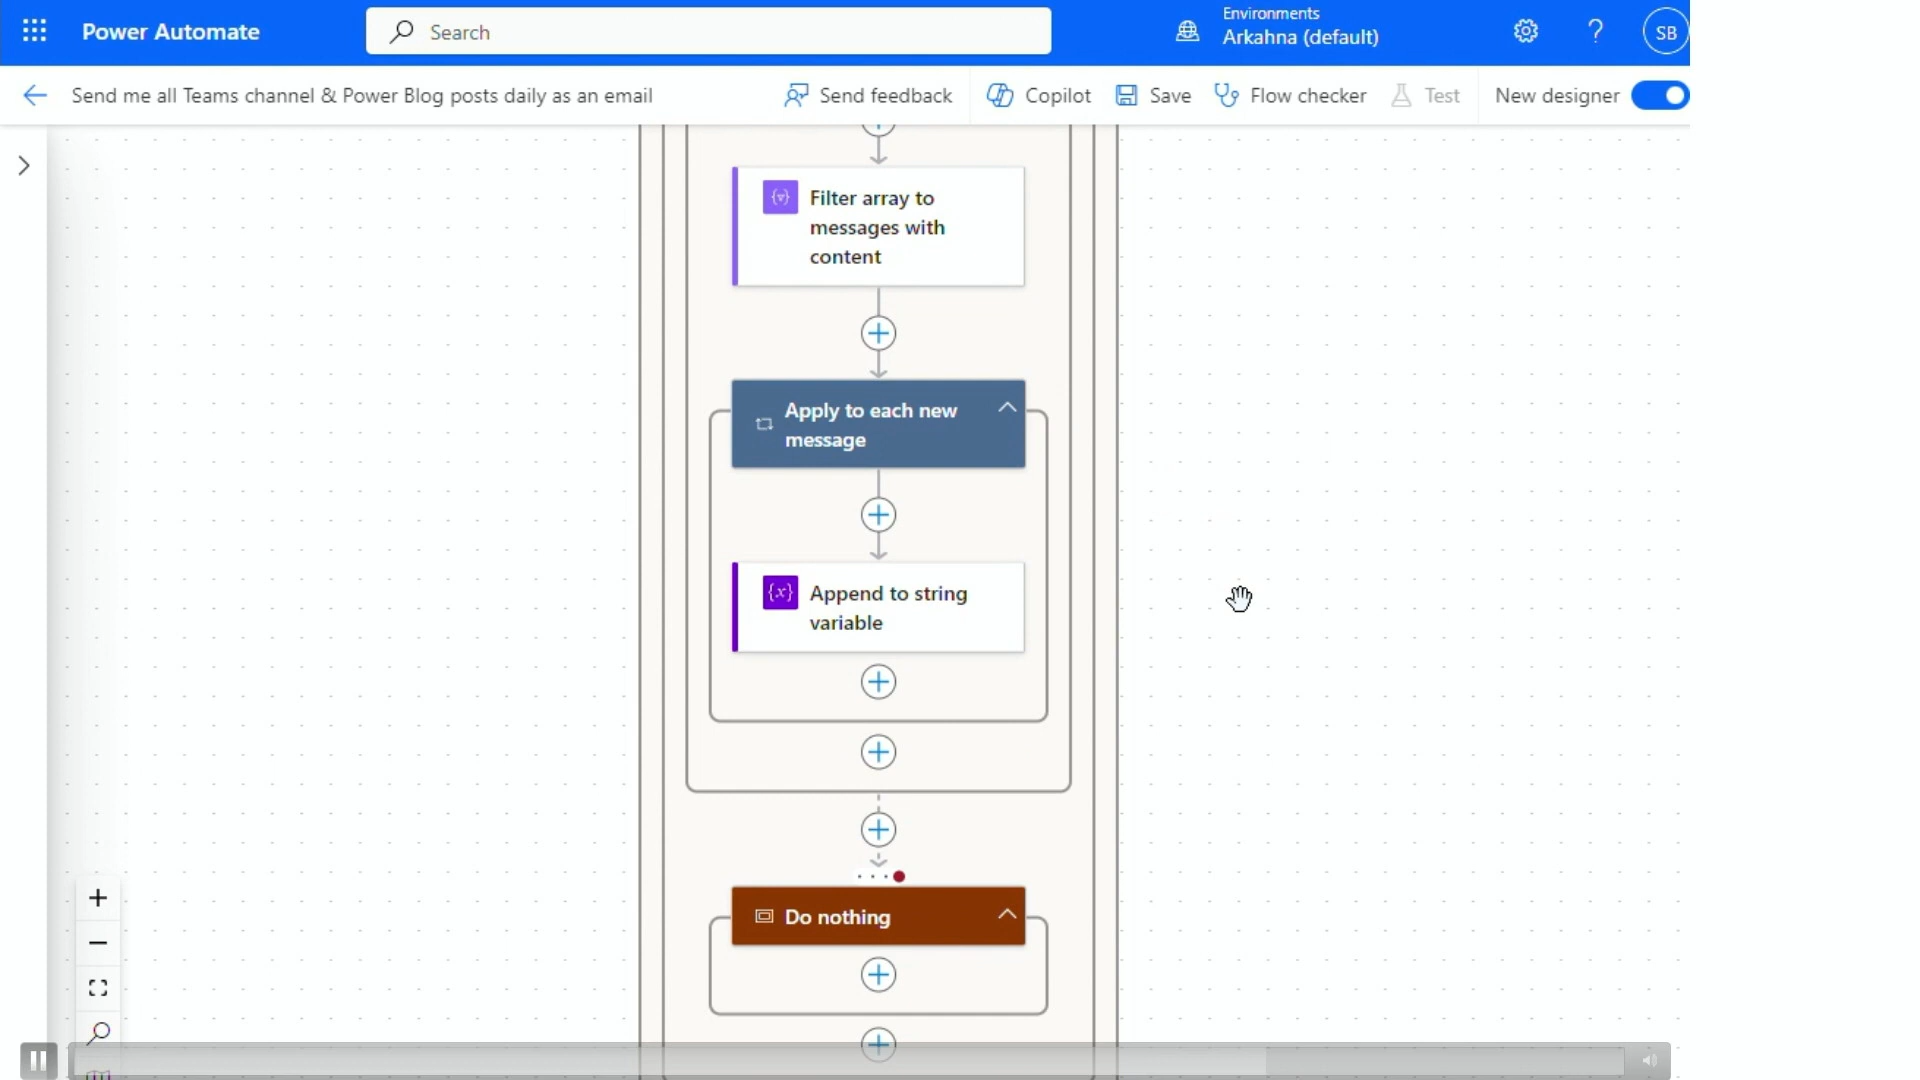 Power Automate
Search
Environments
Arkahna (default)
?
SB
Send me all Teams channel & Power Blog posts daily as an email
Send feedback
Copilot
Save
Flow checker
Test
New designer
Filter array to
messages with
content
Apply to each new
message
{x}
Append to string
variable
Do nothing